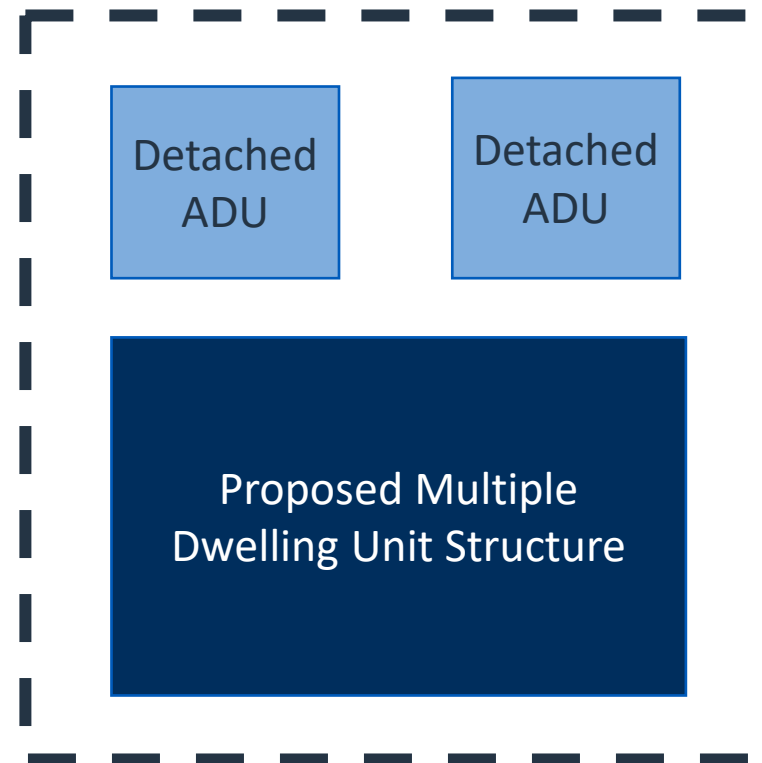 Detached
ADU
Detached
ADU
Proposed Multiple
Dwelling Unit Structure